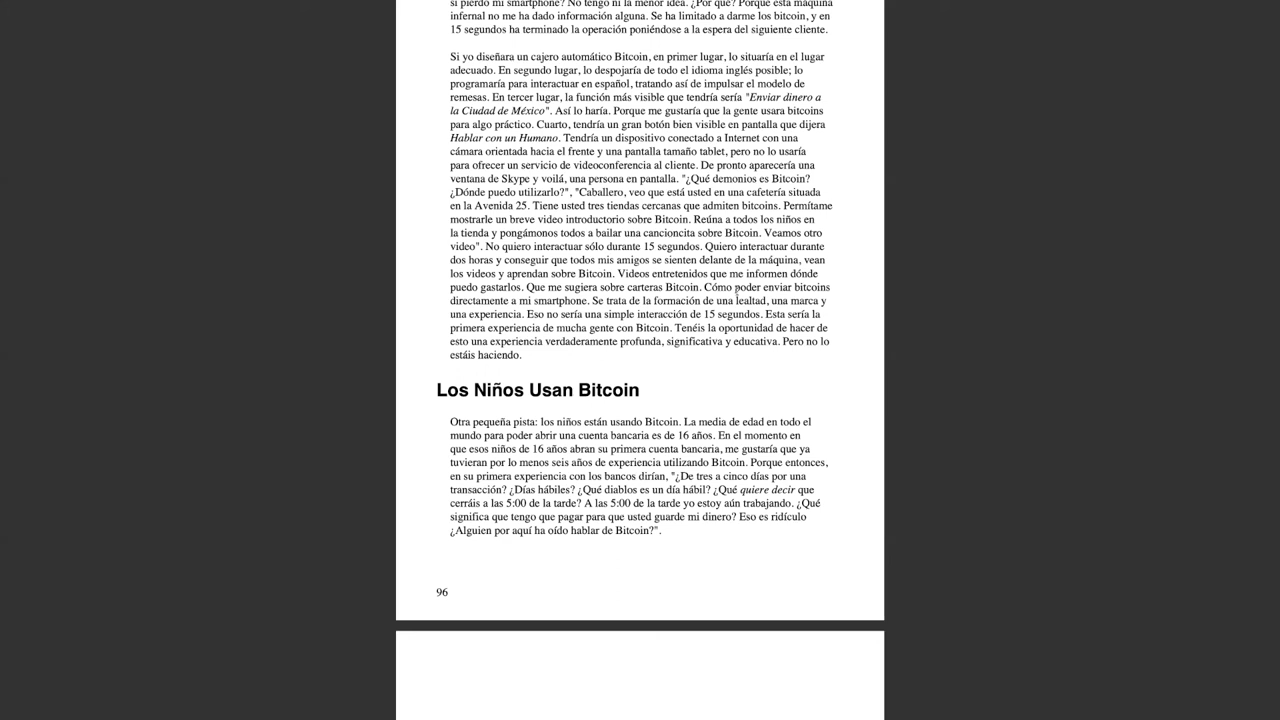 si pierdo mi smartphone? No tengo ni la menor idea. ¿Por qué? Porque esta máquina
infernal no me ha dado información alguna. Se ha limitado a darme los bitcoin, y en
15 segundos ha terminado la operación poniéndose a la espera del siguiente cliente.
Si yo diseñara un cajero automático Bitcoin, en primer lugar, lo situaría en el lugar
adecuado. En segundo lugar, lo despojaría de todo el idioma inglés posible; lo
programaría para interactuar en español, tratando así de impulsar el modelo de
remesas. En tercer lugar, la función más visible que tendría sería "Enviar dinero a
la Ciudad de México". Así lo haría. Porque me gustaría que la gente usara bitcoins
para algo práctico. Cuarto, tendría un gran botón bien visible en pantalla que dijera
Hablar con un Humano. Tendría un dispositivo conectado a Internet con una
cámara orientada hacia el frente y una pantalla tamaño tablet, pero no lo usaría
para ofrecer un servicio de videoconferencia al cliente. De pronto aparecería una
ventana de Skype y voilá, una persona en pantalla. "¿Qué demonios es Bitcoin?
¿Dónde puedo utilizarlo?", "Caballero, veo que está usted en una cafetería situada
en la Avenida 25. Tiene usted tres tiendas cercanas que admiten bitcoins. Permítame
mostrarle un breve video introductorio sobre Bitcoin. Reúna a todos los niños en
la tienda y pongámonos todos a bailar una cancioncita sobre Bitcoin. Veamos otro
video". No quiero interactuar sólo durante 15 segundos. Quiero interactuar durante
dos horas y conseguir que todos mis amigos se sienten delante de la máquina, vean
los videos y aprendan sobre Bitcoin. Videos entretenidos que me informen dónde
puedo gastarlos. Que me sugiera sobre carteras Bitcoin. Cómo poder enviar bitcoins
directamente a mi smartphone. Se trata de la formación de una lealtad, una marca y
una experiencia. Eso no sería una simple interacción de 15 segundos. Esta sería la
primera experiencia de mucha gente con Bitcoin. Tenéis la oportunidad de hacer de
esto una experiencia verdaderamente profunda, significativa y educativa. Pero no lo
estáis haciendo.
Los Niños Usan Bitcoin
Otra pequeña pista: los niños están usando Bitcoin. La media de edad en todo el
mundo para poder abrir una cuenta bancaria es de 16 años. En el momento en
que esos niños de 16 años abran su primera cuenta bancaria, me gustaría que ya
tuvieran por lo menos seis años de experiencia utilizando Bitcoin. Porque entonces,
en su primera experiencia con los bancos dirían, "¿De tres a cinco días por una
transacción? ¿Días hábiles? ¿Qué diablos es un día hábil? ¿Qué quiere decir que
cerráis a las 5:00 de la tarde? A las 5:00 de la tarde yo estoy aún trabajando. ¿Qué
significa que tengo que pagar para que usted guarde mi dinero? Eso es ridículo
¿Alguien por aquí ha oído hablar de Bitcoin?".
96